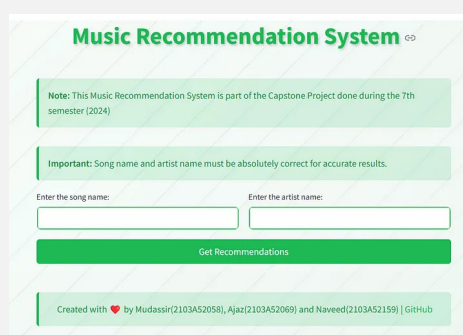 Music Recommendation System
Note: This Music Recommendation System is part of the Capstone Project done during the 7th
semester (2024)
Important: Song name and artist name must be absolutely correct for accurate results.
Enter the song name:
Enter the artist name:
Get Recommendations
Created with ❤️ by Mudassir(2103A52058), Ajaz(2103A52069) and Naveed(2103A52159) | GitHub